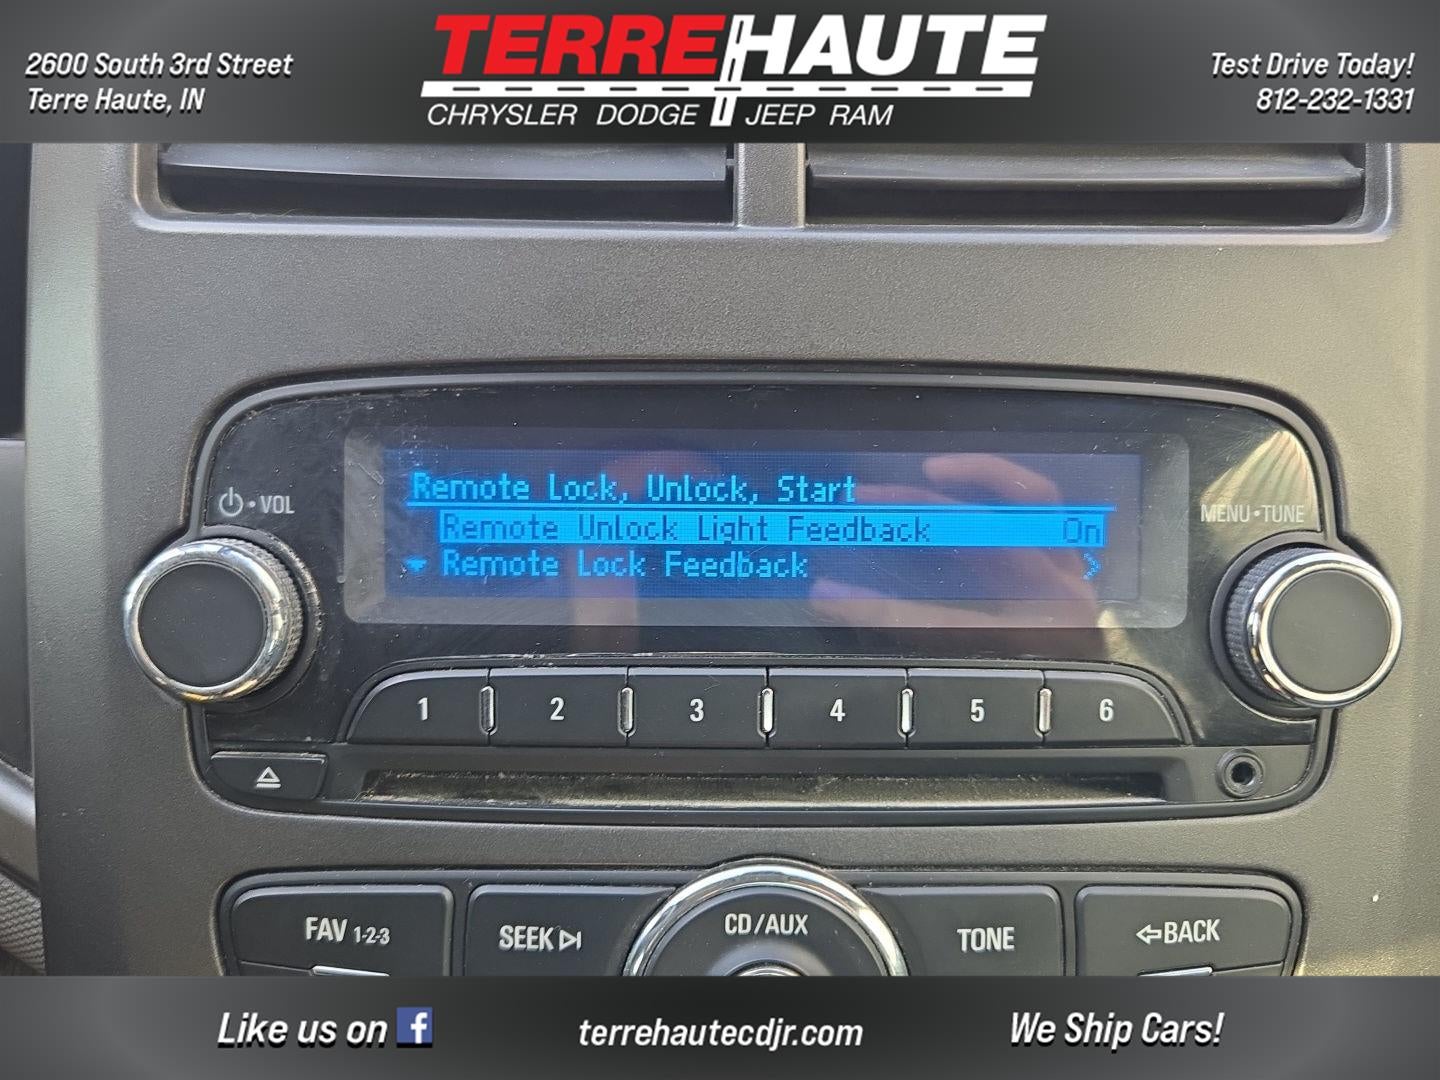 2600 South 3rd Street
Terre Haute, IN
TERRE HAUTE
CHRYSLER DODGE JEEP RAM
Test Drive Today!
812-232-1331
VOL
MENU•TUNE
Remote Lock, Unlock, Start
Remote Unlock Light Feedback On
Remote Lock Feedback >
1 2 3 4 5 6
FAV 1-2-3
SEEK
CD/AUX
TONE
BACK
Like us on f
terrehautecdjr.com
We Ship Cars!